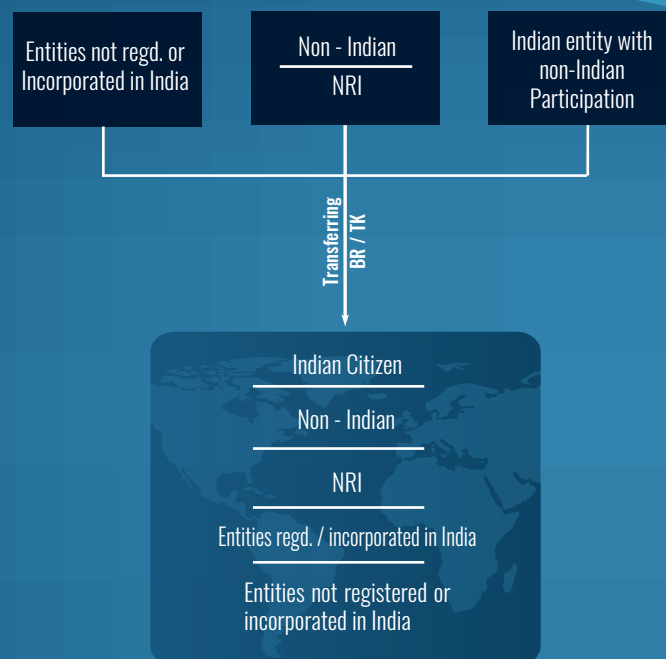 Entities not regd. or
Incorporated in India
Non - Indian
NRI
Indian entity with
non-Indian
Participation
Transferring
BR / TK
Indian Citizen
Non - Indian
NRI
Entities regd. / incorporated in India
Entities not registered or
incorporated in India